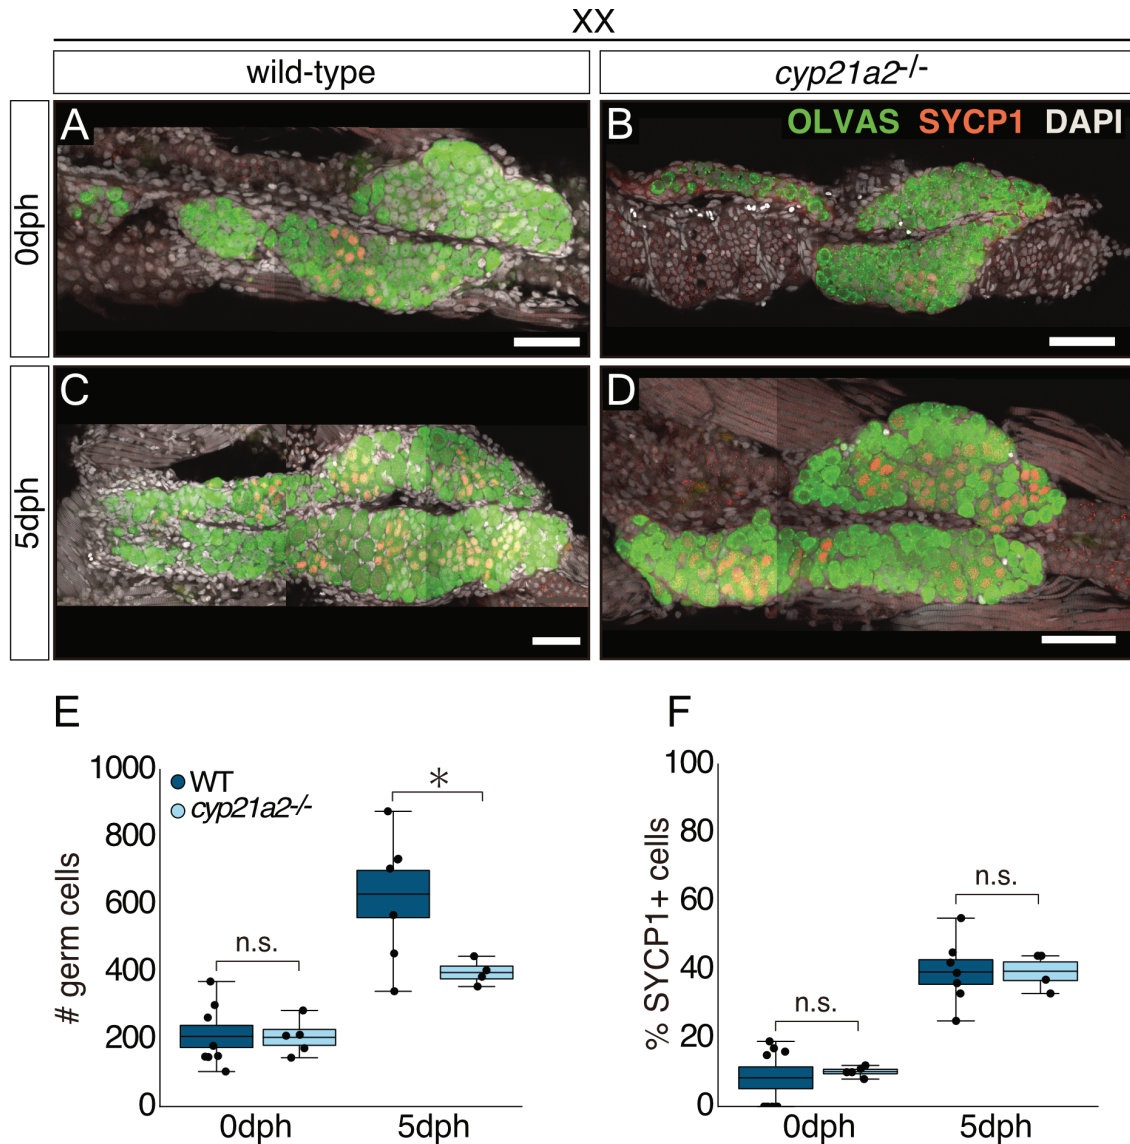 XX
wild-type
cyp21a2-/-
0dph
5dph
A
B
OLVAS SYCP1 DAPI
C
D
E
F
# germ cells
1000
800
600
400
200
0
WT
cyp21a2-/-
n.s.
*
0dph
5dph
% SYCP1+ cells
100
80
60
40
20
0
n.s.
n.s.
0dph
5dph